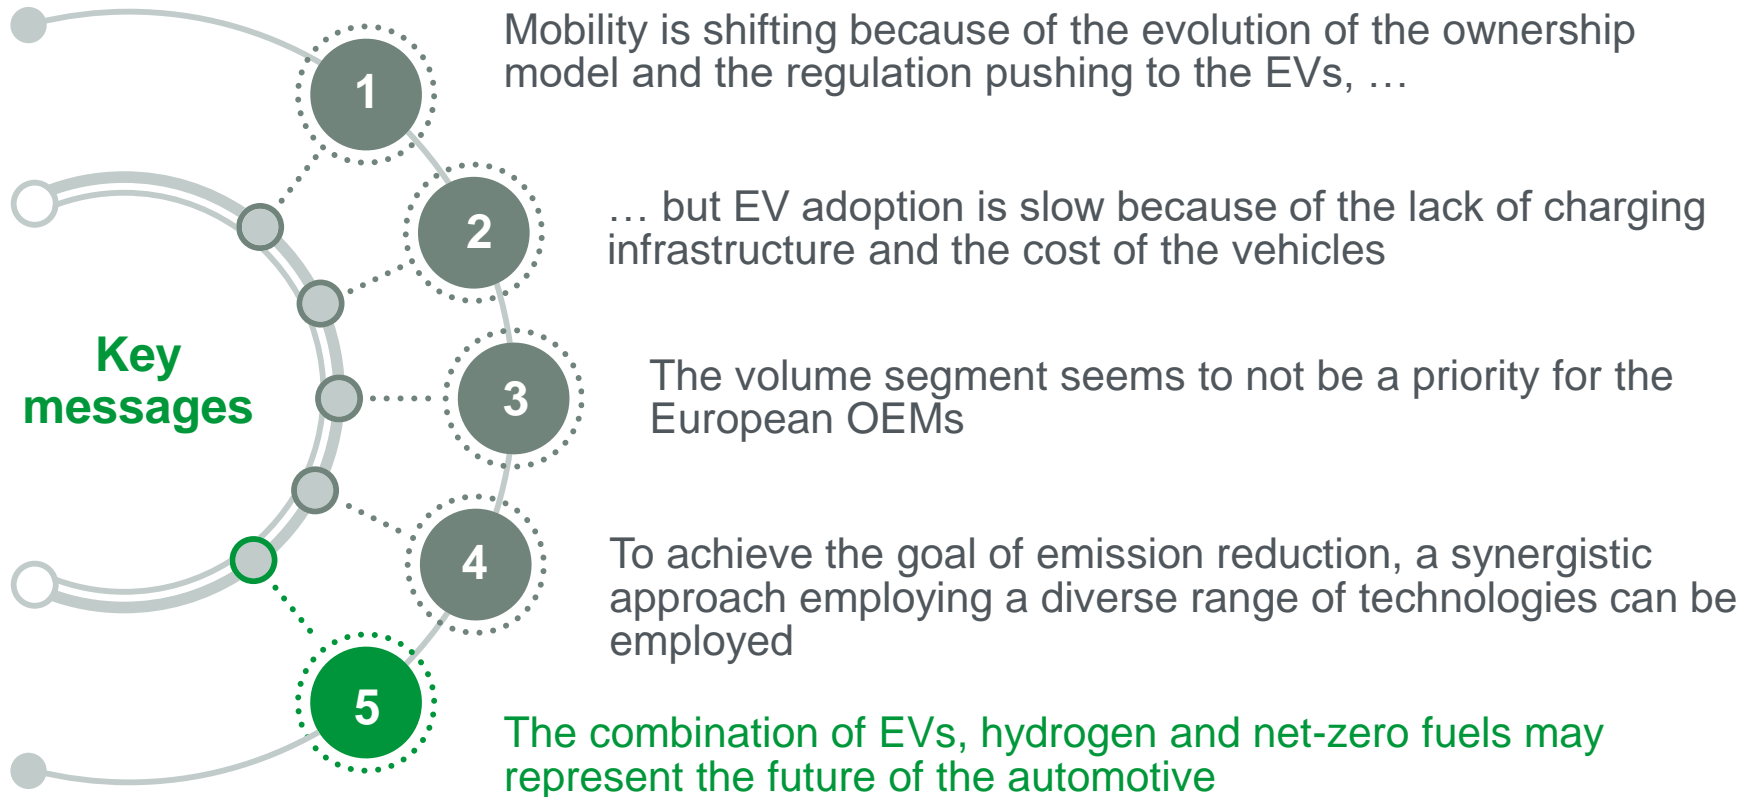 Key
messages
1
Mobility is shifting because of the evolution of the ownership
model and the regulation pushing to the EVs, …
2
… but EV adoption is slow because of the lack of charging
infrastructure and the cost of the vehicles
3
The volume segment seems to not be a priority for the
European OEMs
4
To achieve the goal of emission reduction, a synergistic
approach employing a diverse range of technologies can be
employed
5
The combination of EVs, hydrogen and net-zero fuels may
represent the future of the automotive